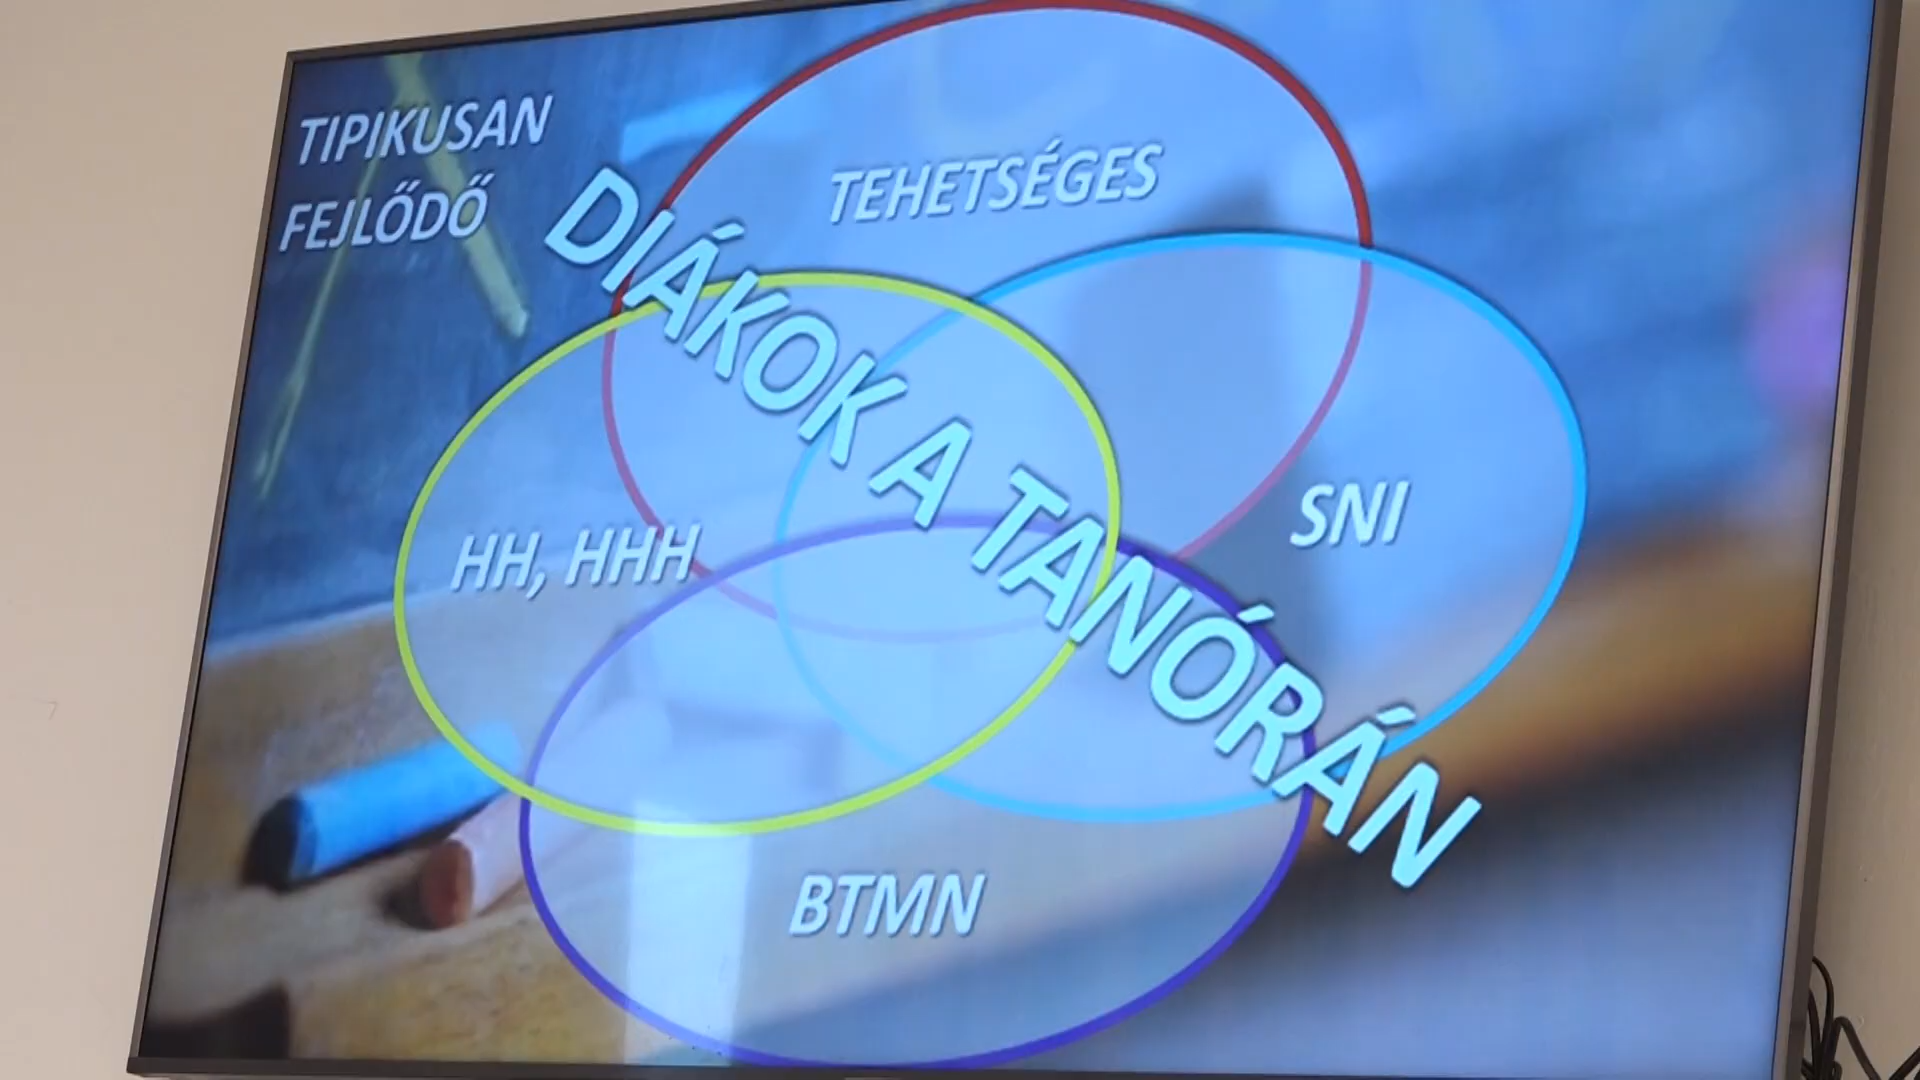 TIPIKUSAN
FEJLŐDŐ
TEHETSÉGES
DIÁKOK A TANÓRÁN
HH, HHH
SNI
BTMN